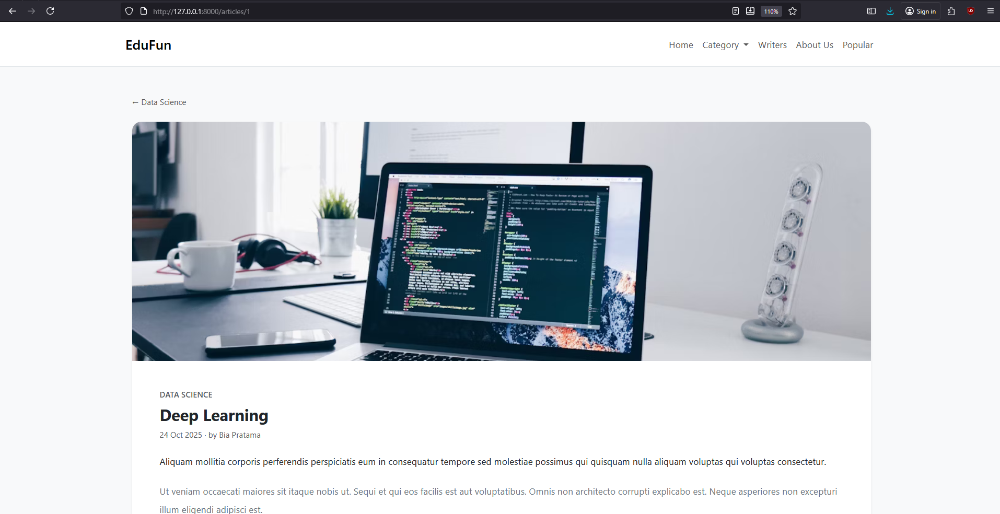 http://127.0.0.1:8000/articles/1
110%
Sign in
EduFun
Home Category Writers About Us Popular
← Data Science
DATA SCIENCE
Deep Learning
24 Oct 2025 · by Bia Pratama
Aliquam mollitia corporis perferendis perspiciatis eum in consequatur tempore sed molestiae possimus qui quisquam nulla aliquam voluptas qui voluptas consectetur.
Ut veniam occaecati maiores sit itaque nobis ut. Sequi et qui eos facilis est aut voluptatibus. Omnis non architecto corrupti explicabo est. Neque asperiores non excepturi
illum eligendi adipisci est.